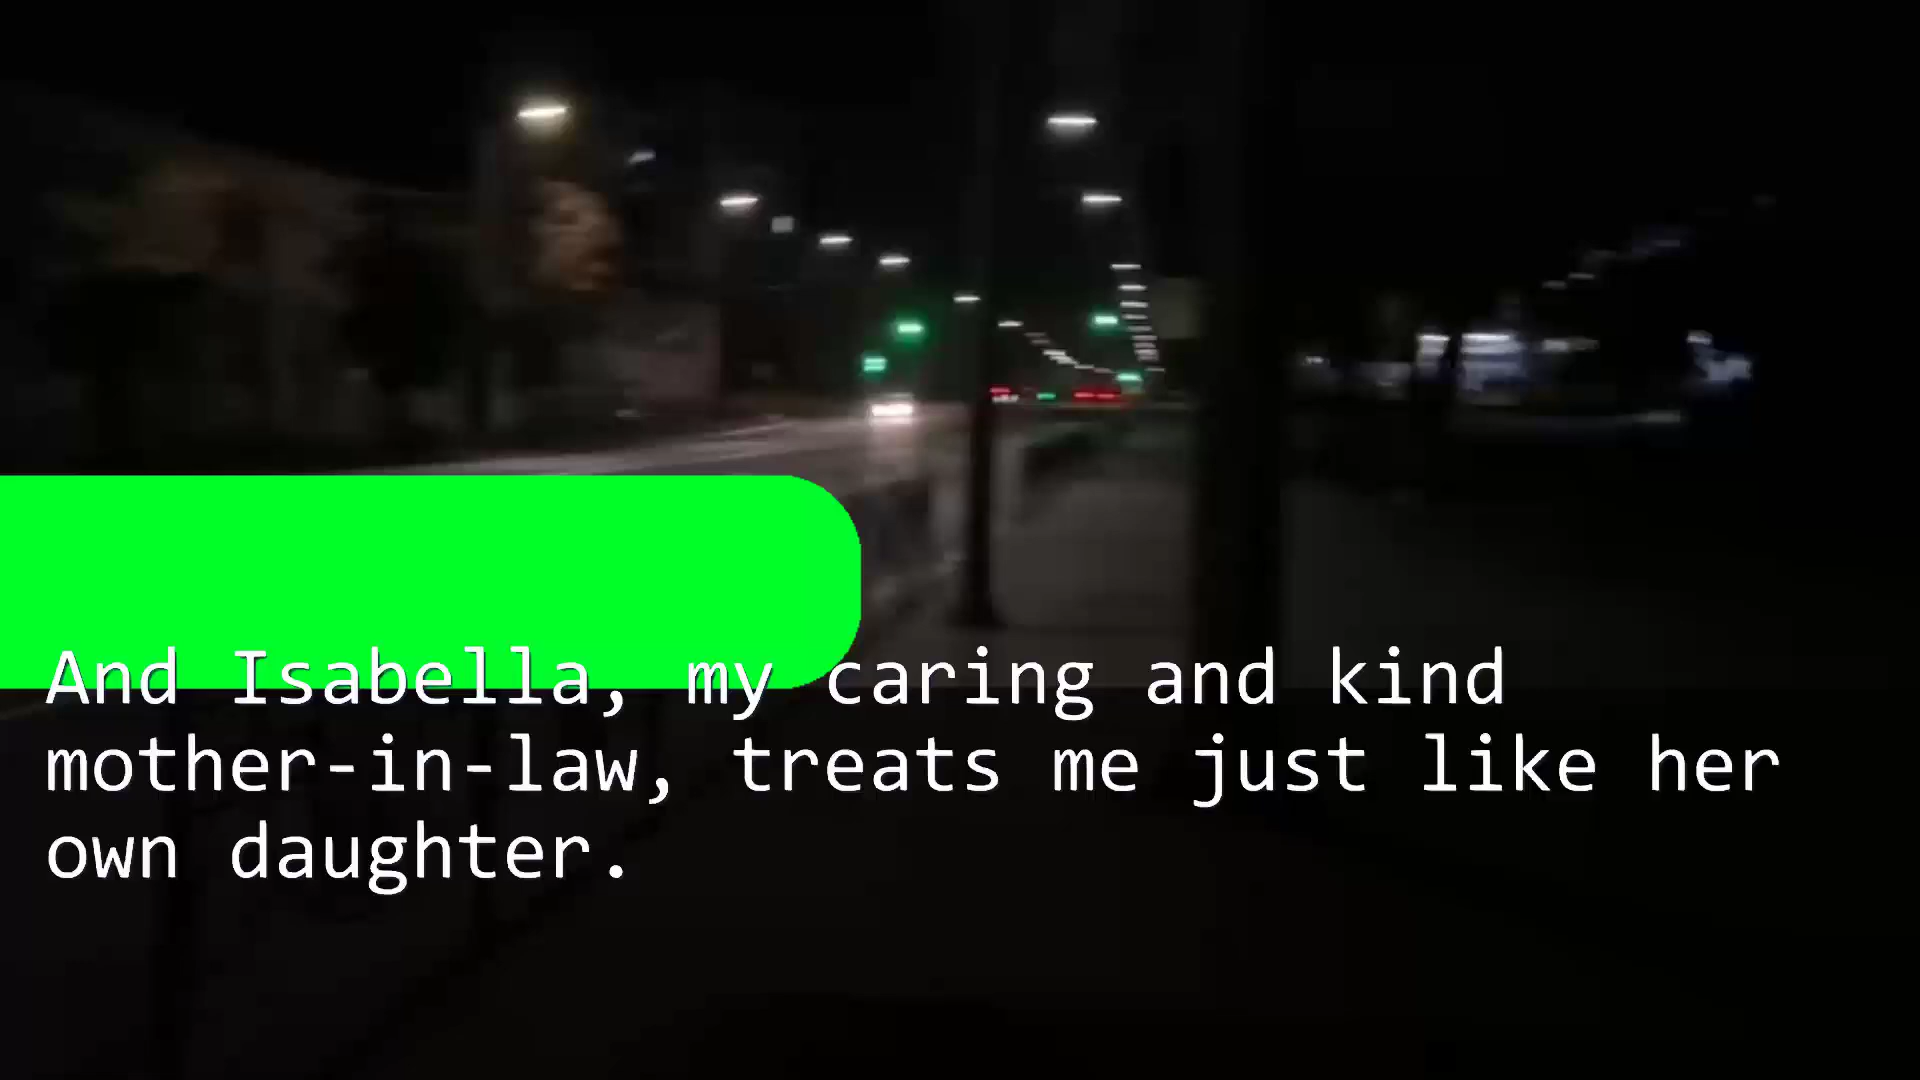 And Isabella, my caring and kind
mother-in-law, treats me just like her
own daughter.